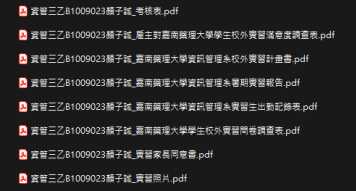 資管三乙B1009023顏子誠_考核表.pdf
資管三乙B1009023顏子誠_雇主對嘉南藥理大學學生校外實習滿意度調查表.pdf
資管三乙B1009023顏子誠_嘉南藥理大學資訊管理系校外實習計畫書.pdf
資管三乙B1009023顏子誠_嘉南藥理大學資訊管理系暑期實習報告.pdf
資管三乙B1009023顏子誠_嘉南藥理大學資訊管理系實習生出勤記錄表.pdf
資管三乙B1009023顏子誠_嘉南藥理大學學生校外實習問卷調查表.pdf
資管三乙B1009023顏子誠_實習家長同意書.pdf
資管三乙B1009023顏子誠_實習照片.pdf